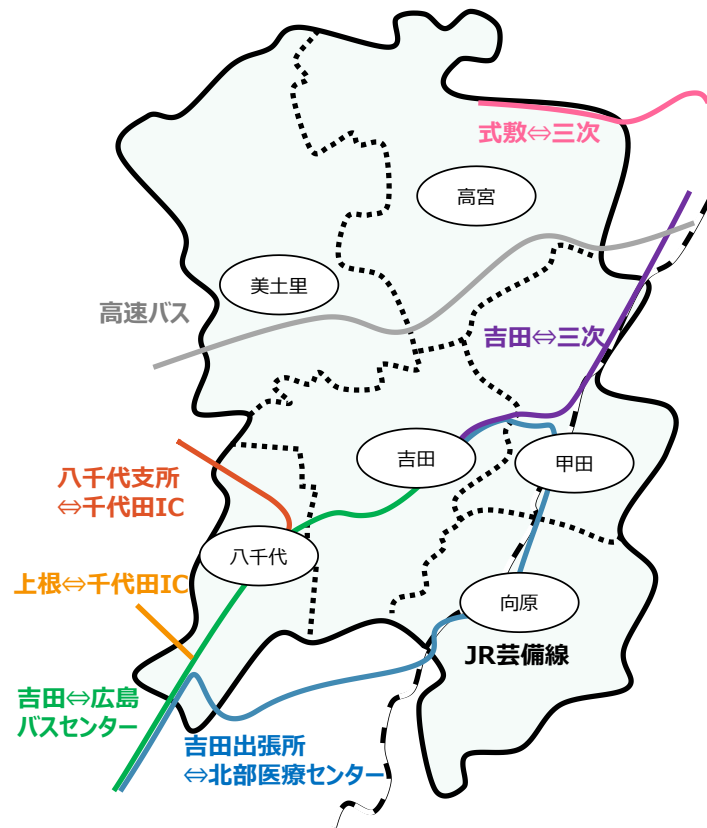 式敷⇔三次
高宮
美土里
高速バス
吉田⇔三次
吉田
甲田
八千代支所
⇔千代田IC
八千代
上根⇔千代田IC
向原
JR芸備線
吉田⇔広島
バスセンター
吉田出張所
⇔北部医療センター